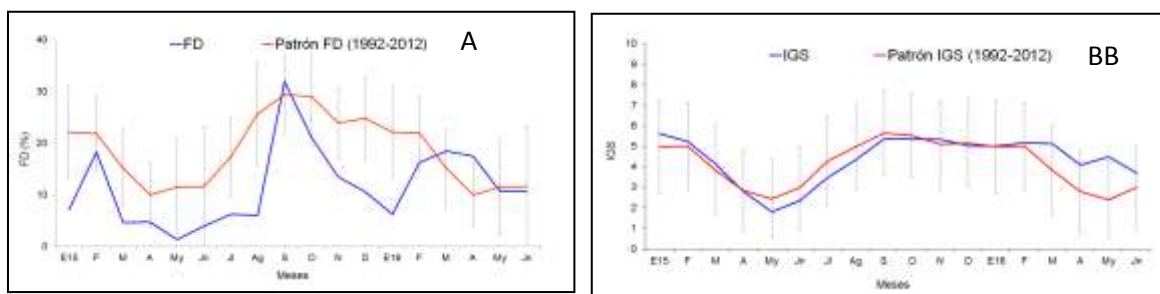 FD
Patrón FD (1992-2012)
A
40
30
20
10
0
FD (%)
E15 F M A My Jn Jl Ag S O N D E16 F M A My Jn
Meses
IGS
Patrón IGS (1992-2012)
BB
10
9
8
7
6
5
4
3
2
1
0
IGS
E15 F M A My Jn Jl Ag S O N D E16 F M A My Jn
Meses